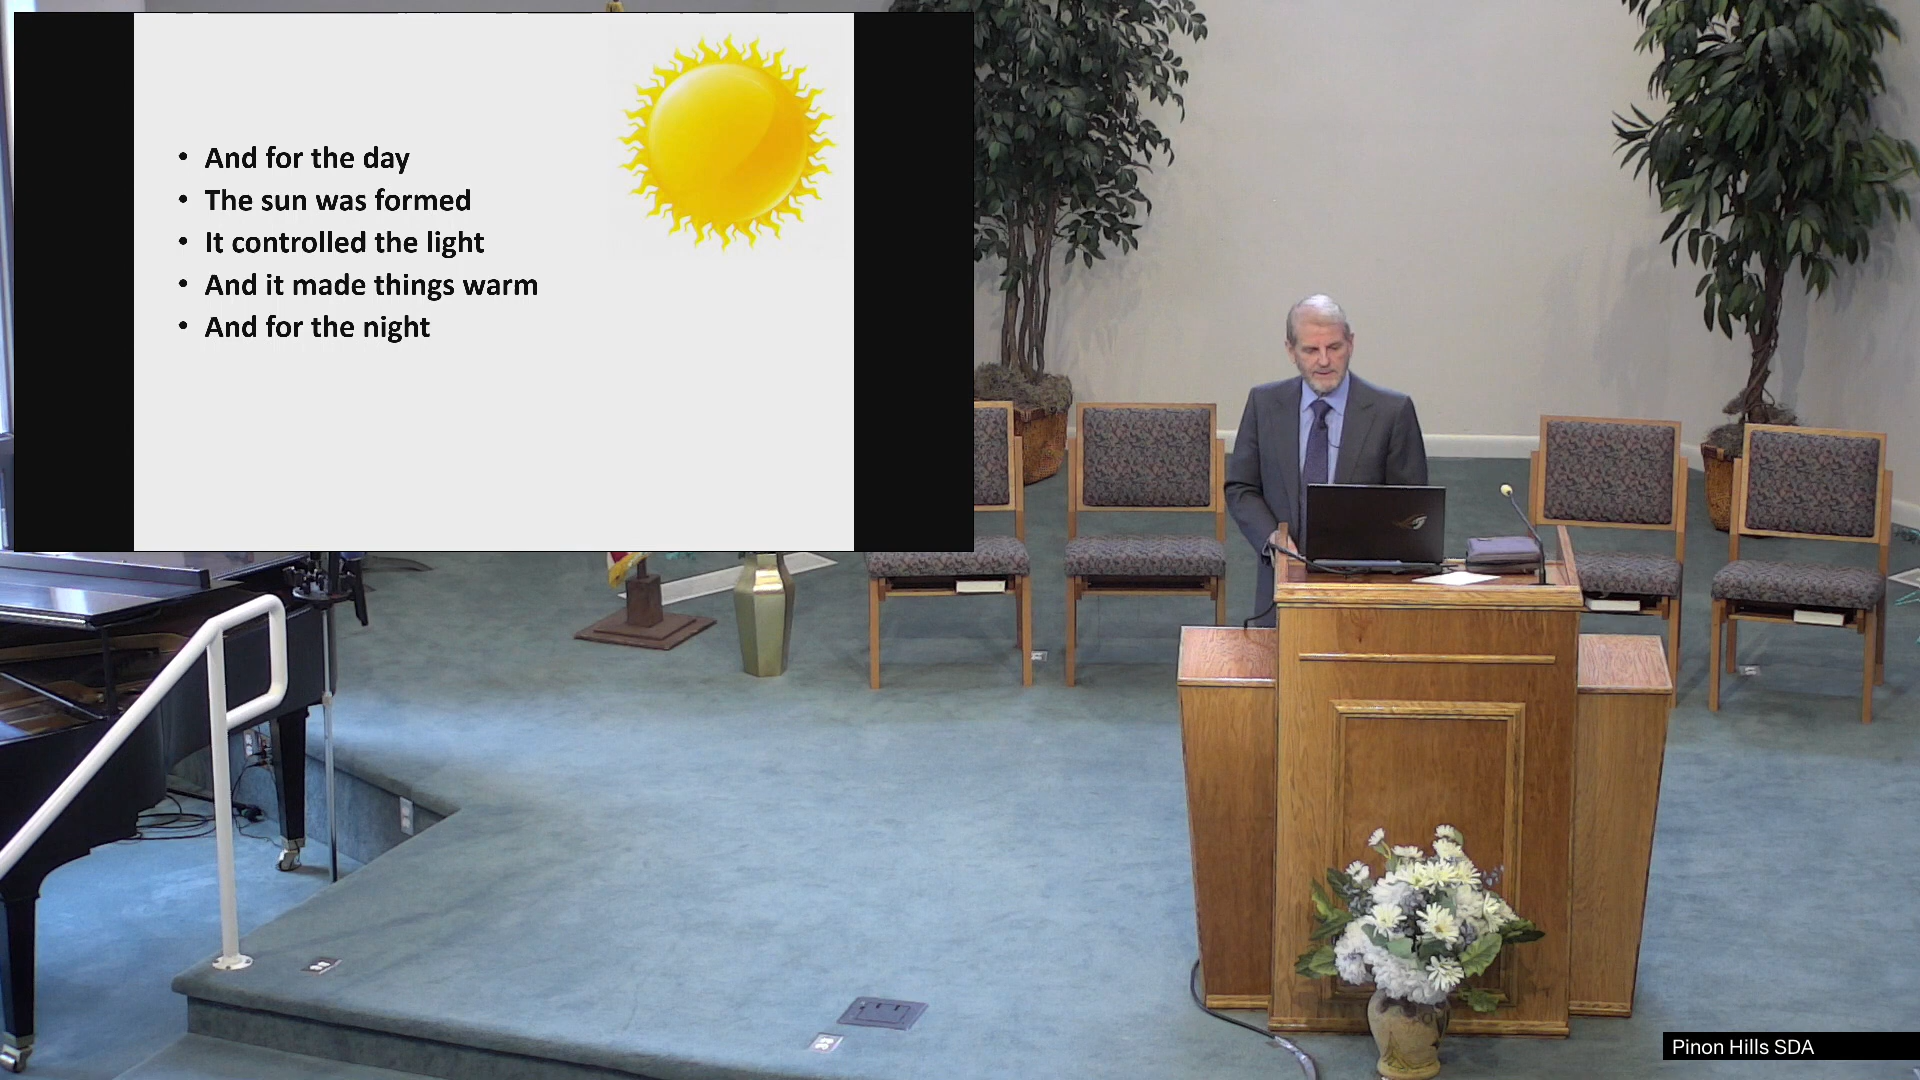 • And for the day
• The sun was formed
• It controlled the light
• And it made things warm
• And for the night
Pinon Hills SDA